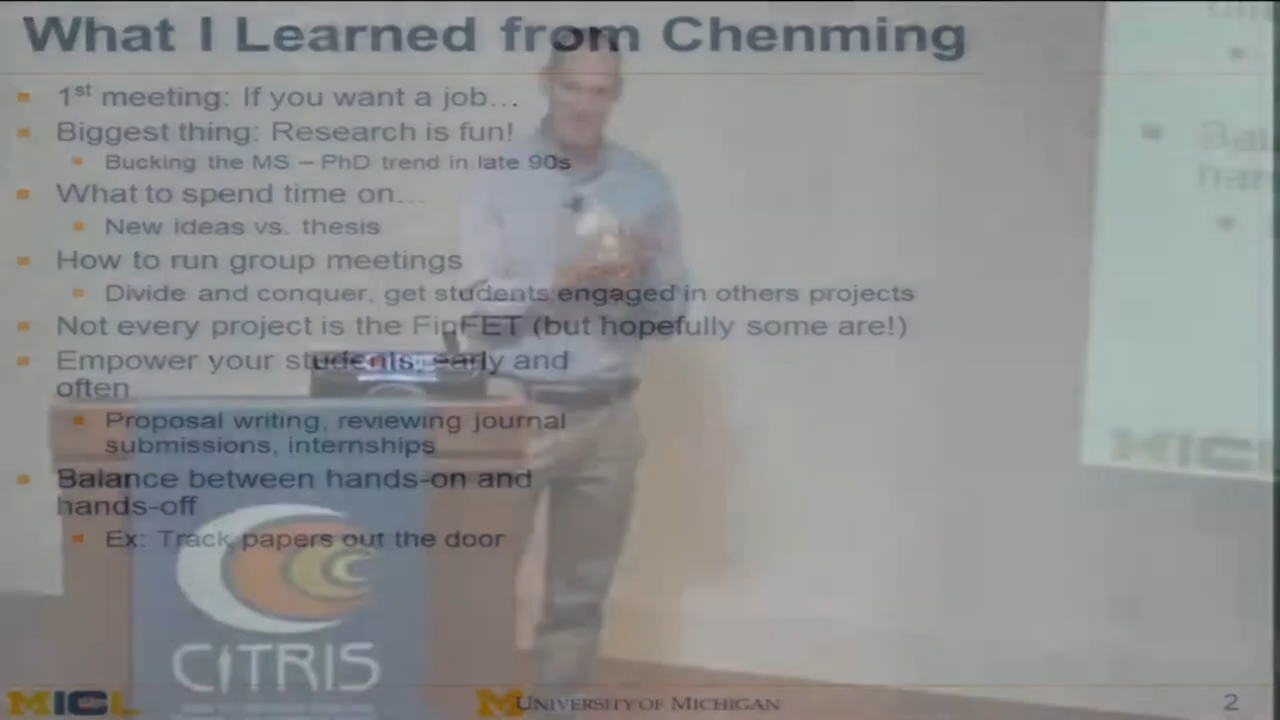 What I Learned from Chenming
1st meeting: If you want a job...
Biggest thing: Research is fun!
Bucking the MS – PhD trend in late 90s
What to spend time on...
New ideas vs. thesis
How to run group meetings
Divide and conquer, get students engaged in others projects
Not every project is the FinFET (but hopefully some are!)
Empower your students, early and
often
Proposal writing, reviewing journal
submissions, internships
Balance between hands-on and
hands-off
Ex: Track papers out the door
CITRIS
MICL
M UNIVERSITY OF MICHIGAN
2
MICL